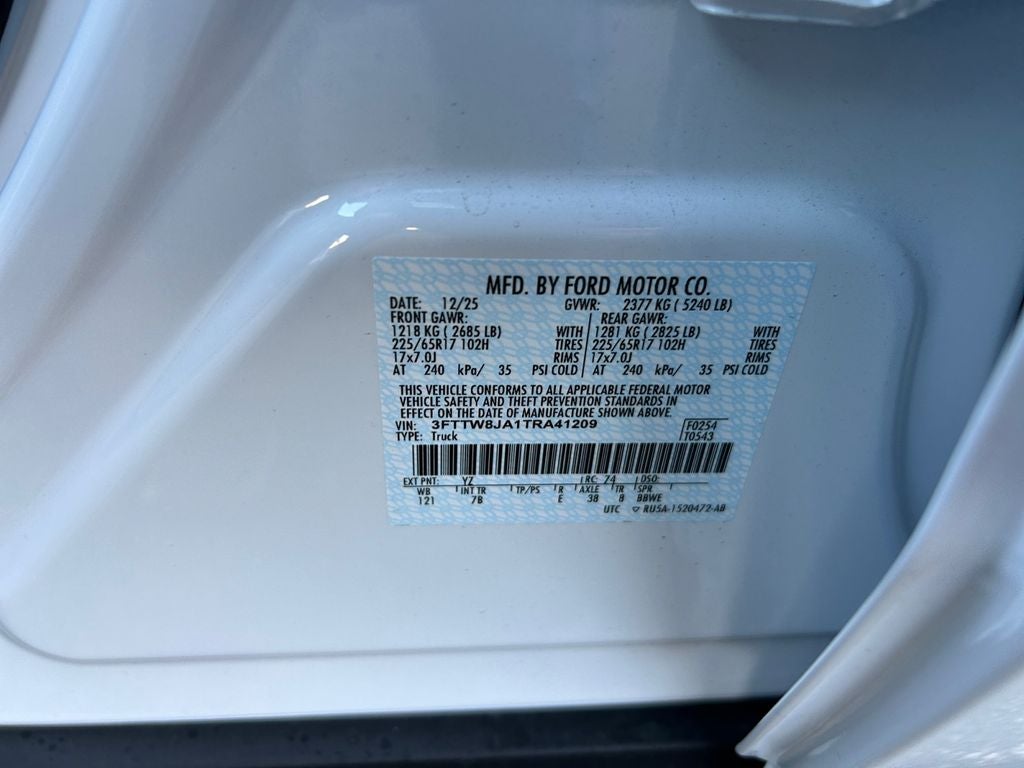 MFD. BY FORD MOTOR CO.
DATE: 12/25 GVWR: 2377 KG ( 5240 LB)
FRONT GAWR: REAR GAWR:
1218 KG ( 2685 LB) WITH 1281 KG ( 2825 LB) WITH
225/65R17 102H TIRES 225/65R17 102H TIRES
17x7.0J RIMS 17x7.0J RIMS
AT 240 kPa/ 35 PSI COLD AT 240 kPa/ 35 PSI COLD
THIS VEHICLE CONFORMS TO ALL APPLICABLE FEDERAL MOTOR
VEHICLE SAFETY AND THEFT PREVENTION STANDARDS IN
EFFECT ON THE DATE OF MANUFACTURE SHOWN ABOVE.
VIN: 3FTTW8JA1TRA41209 F0254
TYPE: Truck T0543
EXT PNT: YZ RC: 74 DSO:
WB INT TR TP/PS R AXLE TR SPR
121 7B E 38 8 BBWE
UTC ▽ RU5A-1520472-AB